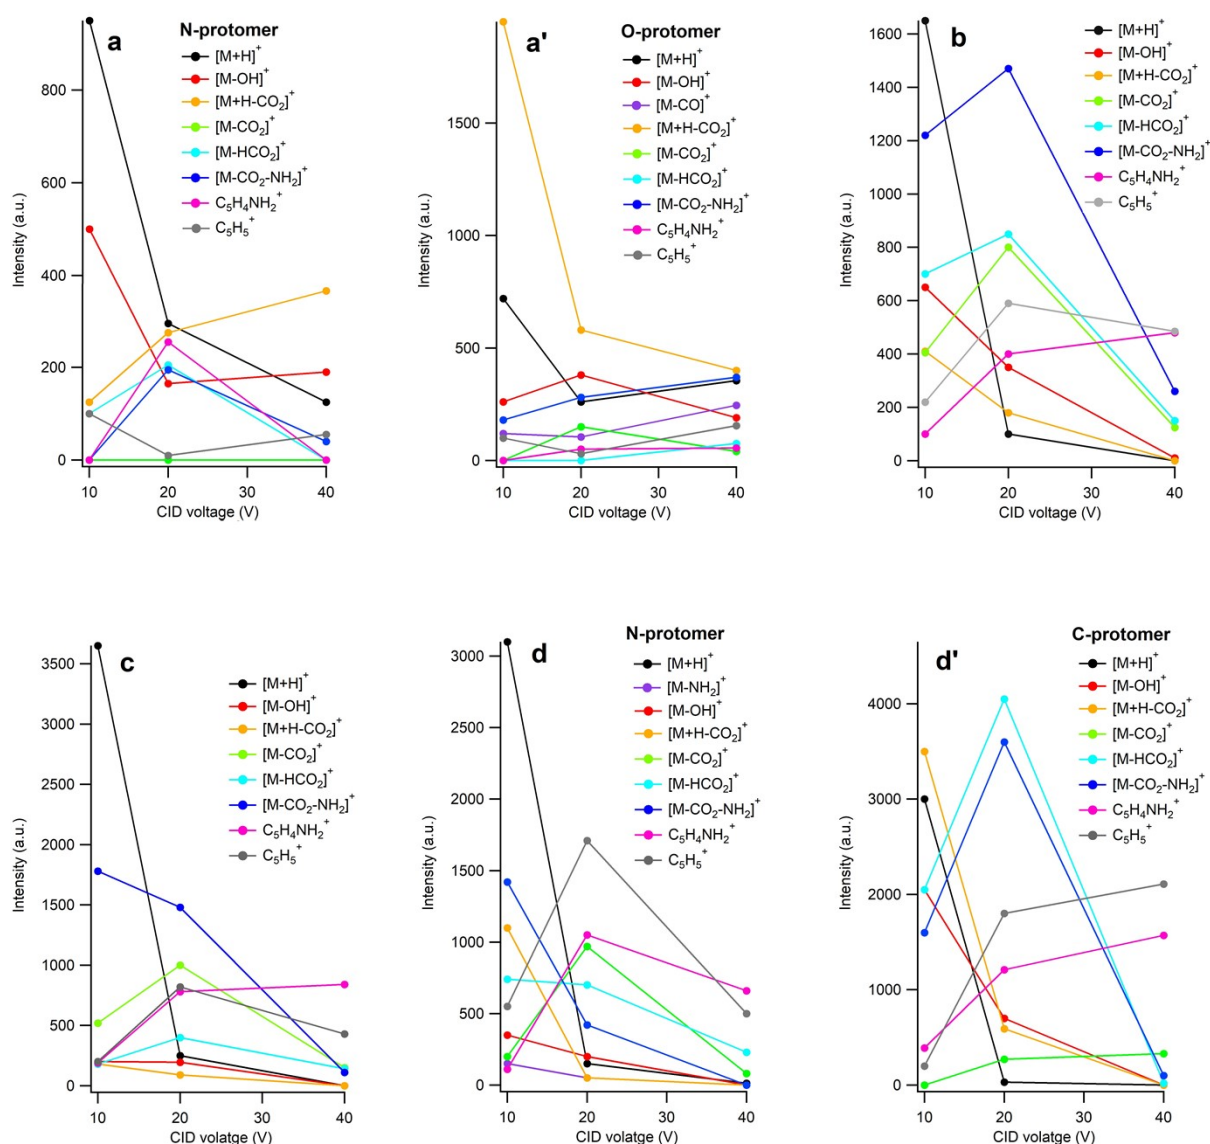 a
N-protomer
[M+H]⁺
[M-OH]⁺
[M+H-CO₂]⁺
[M-CO₂]⁺
[M-HCO₂]⁺
[M-CO₂-NH₂]⁺
C₅H₄NH₂⁺
C₅H₅⁺
Intensity (a.u.)
800
600
400
200
0
10
20
30
40
CID voltage (V)
a'
O-protomer
[M+H]⁺
[M-OH]⁺
[M-CO]⁺
[M+H-CO₂]⁺
[M-CO₂]⁺
[M-HCO₂]⁺
[M-CO₂-NH₂]⁺
C₅H₄NH₂⁺
C₅H₅⁺
Intensity (a.u.)
1500
1000
500
0
10
20
30
40
CID voltage (V)
b
[M+H]⁺
[M-OH]⁺
[M+H-CO₂]⁺
[M-CO₂]⁺
[M-HCO₂]⁺
[M-CO₂-NH₂]⁺
C₅H₄NH₂⁺
C₅H₅⁺
Intensity (a.u.)
1600
1400
1200
1000
800
600
400
200
0
10
20
30
40
CID voltage (V)
c
[M+H]⁺
[M-OH]⁺
[M+H-CO₂]⁺
[M-CO₂]⁺
[M-HCO₂]⁺
[M-CO₂-NH₂]⁺
C₅H₄NH₂⁺
C₅H₅⁺
Intensity (a.u.)
3500
3000
2500
2000
1500
1000
500
0
10
20
30
40
CID volatge (V)
d
N-protomer
[M+H]⁺
[M-NH₂]⁺
[M-OH]⁺
[M+H-CO₂]⁺
[M-CO₂]⁺
[M-HCO₂]⁺
[M-CO₂-NH₂]⁺
C₅H₄NH₂⁺
C₅H₅⁺
Intensity (a.u.)
3000
2500
2000
1500
1000
500
0
10
20
30
40
CID voltage (V)
d'
C-protomer
[M+H]⁺
[M-OH]⁺
[M+H-CO₂]⁺
[M-CO₂]⁺
[M-HCO₂]⁺
[M-CO₂-NH₂]⁺
C₅H₄NH₂⁺
C₅H₅⁺
Intensity (a.u.)
4000
3000
2000
1000
0
10
20
30
40
CID voltage (V)